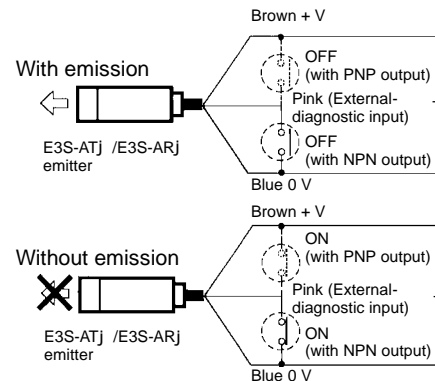 Brown + V
With emission
OFF
(with PNP output)
Pink (External-
diagnostic input)
OFF
(with NPN output)
E3S-ATj /E3S-ARj
emitter
Blue 0 V
Brown + V
Without emission
ON
(with PNP output)
Pink (External-
diagnostic input)
ON
(with NPN output)
E3S-ATj /E3S-ARj
emitter
Blue 0 V